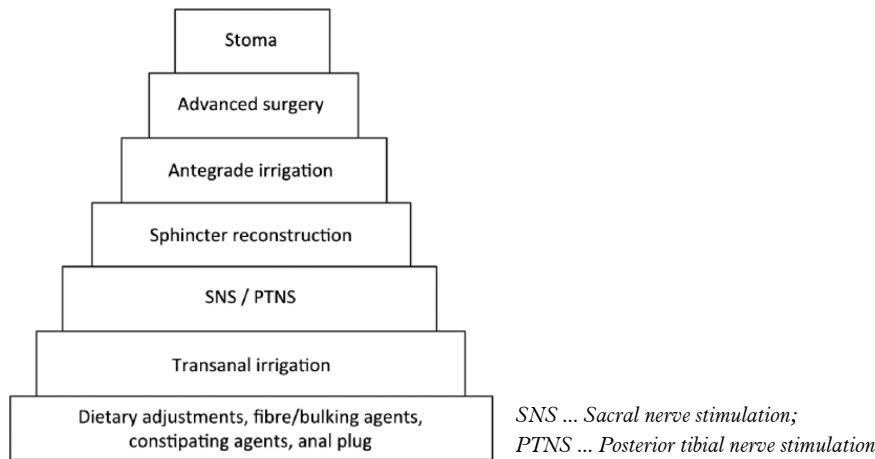 Stoma
Advanced surgery
Antegrade irrigation
Sphincter reconstruction
SNS / PTNS
Transanal irrigation
Dietary adjustments, fibre/bulking agents,
constipating agents, anal plug
SNS ... Sacral nerve stimulation;
PTNS ... Posterior tibial nerve stimulation